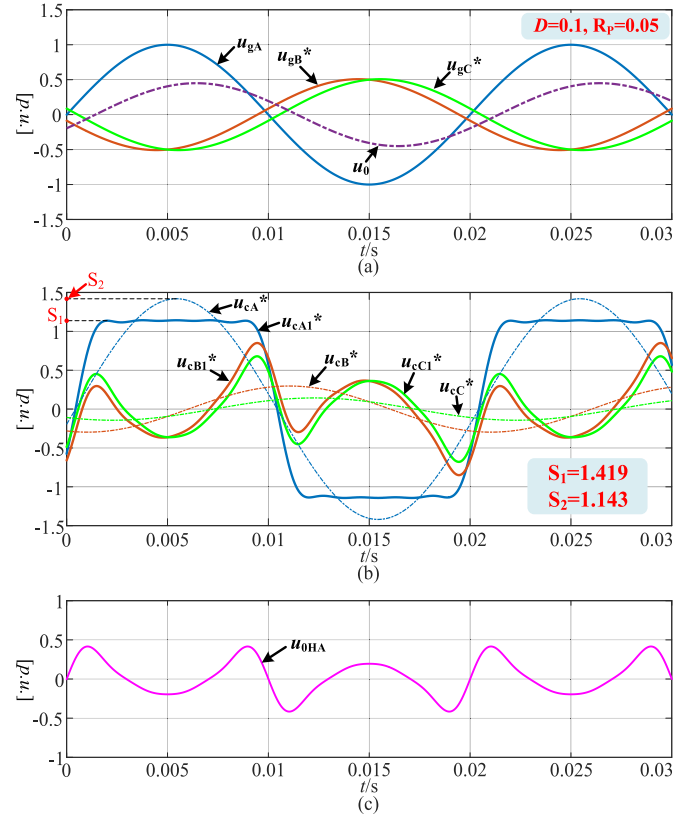 D=0.1, R_P=0.05
u_gA
u_gB*
u_gC*
u_0
[p.u.]
1.5
1
0.5
0
-0.5
-1
-1.5
0 0.005 0.01 0.015 0.02 0.025 0.03
t/s
(a)
S_2
S_1
u_cA*
u_cA1*
u_cB1*
u_cB*
u_cC1*
u_cC*
[p.u.]
1.5
1
0.5
0
-0.5
-1
-1.5
S_1=1.419
S_2=1.143
0 0.005 0.01 0.015 0.02 0.025 0.03
t/s
(b)
u_0HA
[p.u.]
1
0.5
0
-0.5
-1
0 0.005 0.01 0.015 0.02 0.025 0.03
t/s
(c)